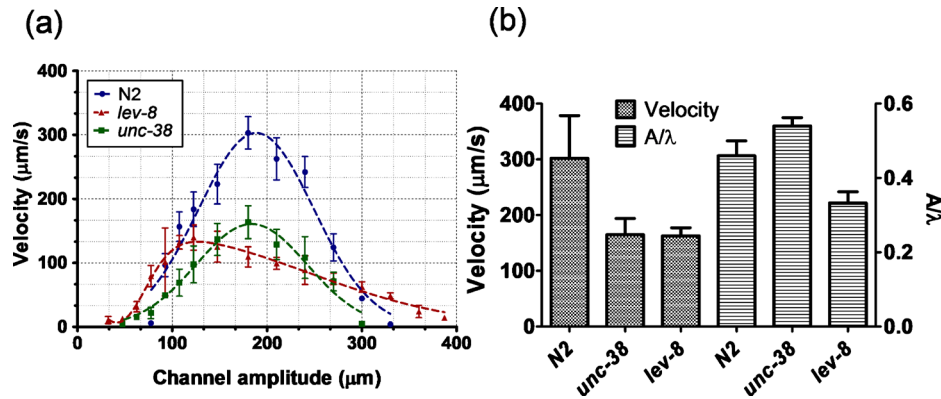 (a)
400
300
200
100
0
Velocity (μm/s)
N2
lev-8
unc-38
0
100
200
300
400
Channel amplitude (μm)
(b)
400
300
200
100
0
Velocity (μm/s)
Velocity
A/λ
0.6
0.4
0.2
0.0
A/λ
N2
unc-38
lev-8
N2
unc-38
lev-8